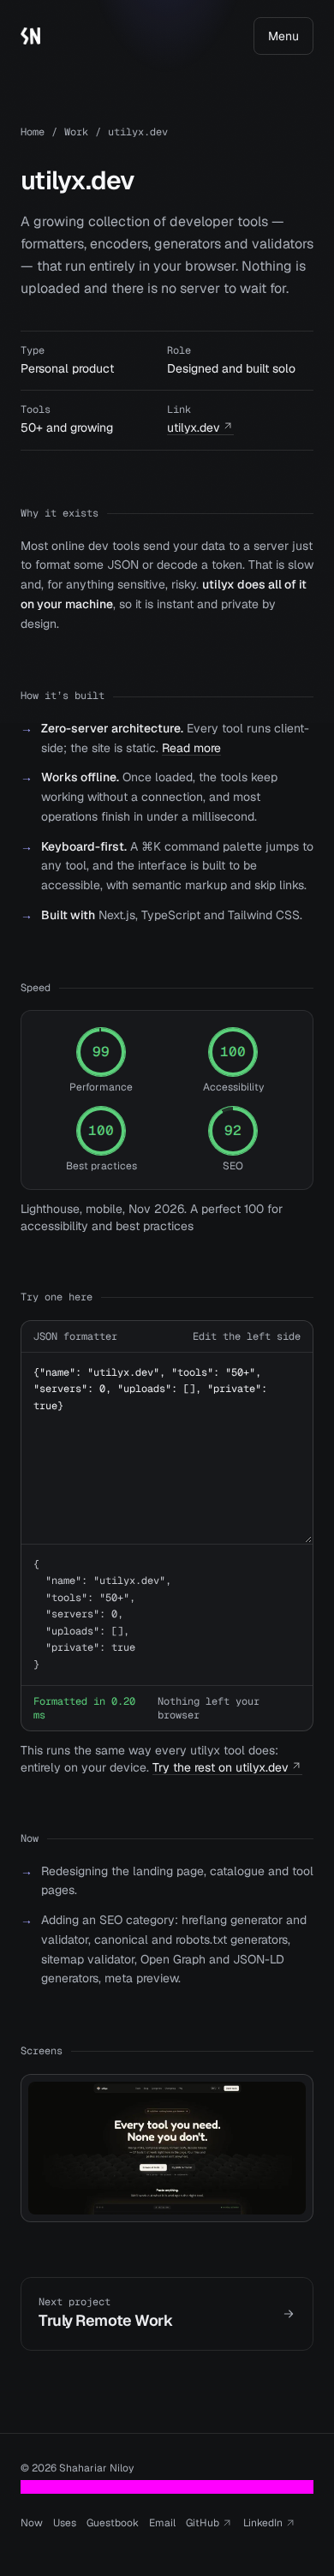 SN
Menu
Home / Work / utilyx.dev
utilyx.dev
A growing collection of developer tools —
formatters, encoders, generators and validators
— that run entirely in your browser. Nothing is
uploaded and there is no server to wait for.
Type
Role
Personal product
Designed and built solo
Tools
Link
50+ and growing
utilyx.dev ↗
Why it exists
Most online dev tools send your data to a server just
to format some JSON or decode a token. That is slow
and, for anything sensitive, risky. utilyx does all of it
on your machine, so it is instant and private by
design.
How it's built
→ Zero-server architecture. Every tool runs client-
side; the site is static. Read more
→ Works offline. Once loaded, the tools keep
working without a connection, and most
operations finish in under a millisecond.
→ Keyboard-first. A ⌘K command palette jumps to
any tool, and the interface is built to be
accessible, with semantic markup and skip links.
→ Built with Next.js, TypeScript and Tailwind CSS.
Speed
99
100
Performance
Accessibility
100
92
Best practices
SEO
Lighthouse, mobile, Nov 2026. A perfect 100 for
accessibility and best practices
Try one here
JSON formatter
Edit the left side
{"name": "utilyx.dev", "tools": "50+",
"servers": 0, "uploads": [], "private":
true}
{
"name": "utilyx.dev",
"tools": "50+",
"servers": 0,
"uploads": [],
"private": true
}
Formatted in 0.20
ms
Nothing left your
browser
This runs the same way every utilyx tool does:
entirely on your device. Try the rest on utilyx.dev ↗
Now
→ Redesigning the landing page, catalogue and tool
pages.
→ Adding an SEO category: hreflang generator and
validator, canonical and robots.txt generators,
sitemap validator, Open Graph and JSON-LD
generators, meta preview.
Screens
Every tool you need.
None you don't.
Next project
Truly Remote Work
→
© 2026 Shahariar Niloy
Now Uses Guestbook Email GitHub ↗ LinkedIn ↗